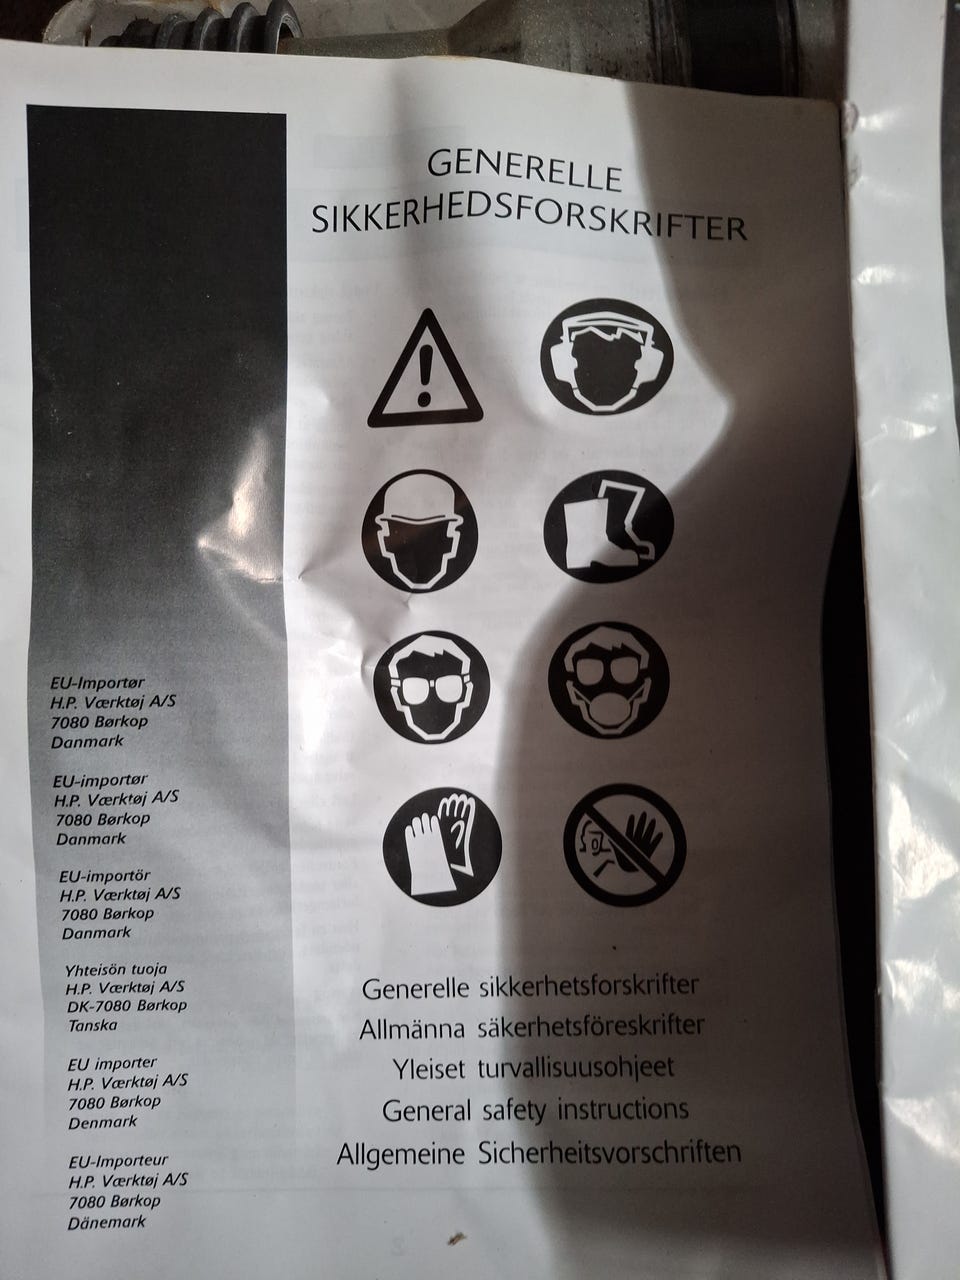 GENERELLE
SIKKERHEDSFORSKRIFTER
EU-Importør
H.P. Værktøj A/S
7080 Børkop
Danmark
EU-importør
H.P. Værktøj A/S
7080 Børkop
Danmark
EU-importör
H.P. Værktøj A/S
7080 Børkop
Danmark
Yhteisön tuoja
H.P. Værktøj A/S
DK-7080 Børkop
Tanska
EU importer
H.P. Værktøj A/S
7080 Børkop
Denmark
EU-Importeur
H.P. Værktøj A/S
7080 Børkop
Dänemark
Generelle sikkerhetsforskrifter
Allmänna säkerhetsföreskrifter
Yleiset turvallisuusohjeet
General safety instructions
Allgemeine Sicherheitsvorschriften